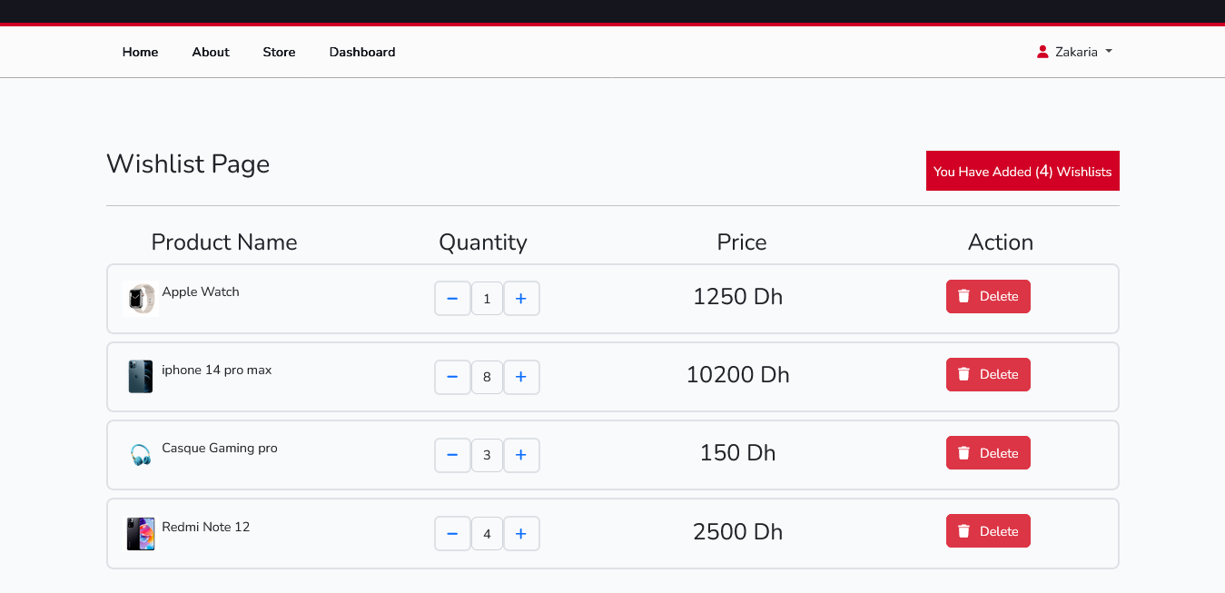 Home About Store Dashboard Zakaria
Wishlist Page You Have Added (4) Wishlists
Product Name Quantity Price Action
Apple Watch 1 1250 Dh Delete
iphone 14 pro max 8 10200 Dh Delete
Casque Gaming pro 3 150 Dh Delete
Redmi Note 12 4 2500 Dh Delete